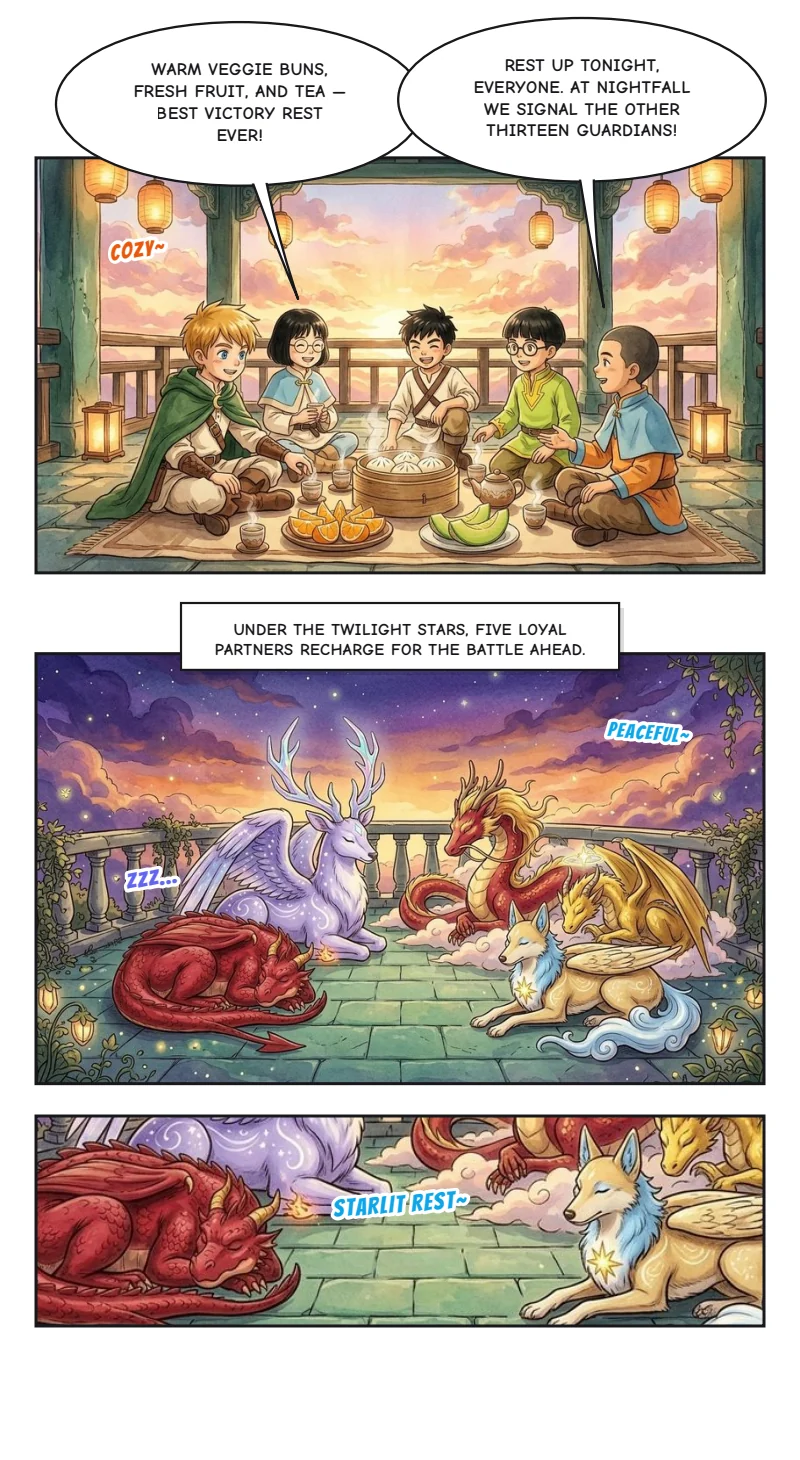 WARM VEGGIE BUNS,
FRESH FRUIT, AND TEA —
BEST VICTORY REST
EVER!
REST UP TONIGHT,
EVERYONE. AT NIGHTFALL
WE SIGNAL THE OTHER
THIRTEEN GUARDIANS!
COZY~
UNDER THE TWILIGHT STARS, FIVE LOYAL
PARTNERS RECHARGE FOR THE BATTLE AHEAD.
PEACEFUL~
ZZZ...
STARLIT REST~